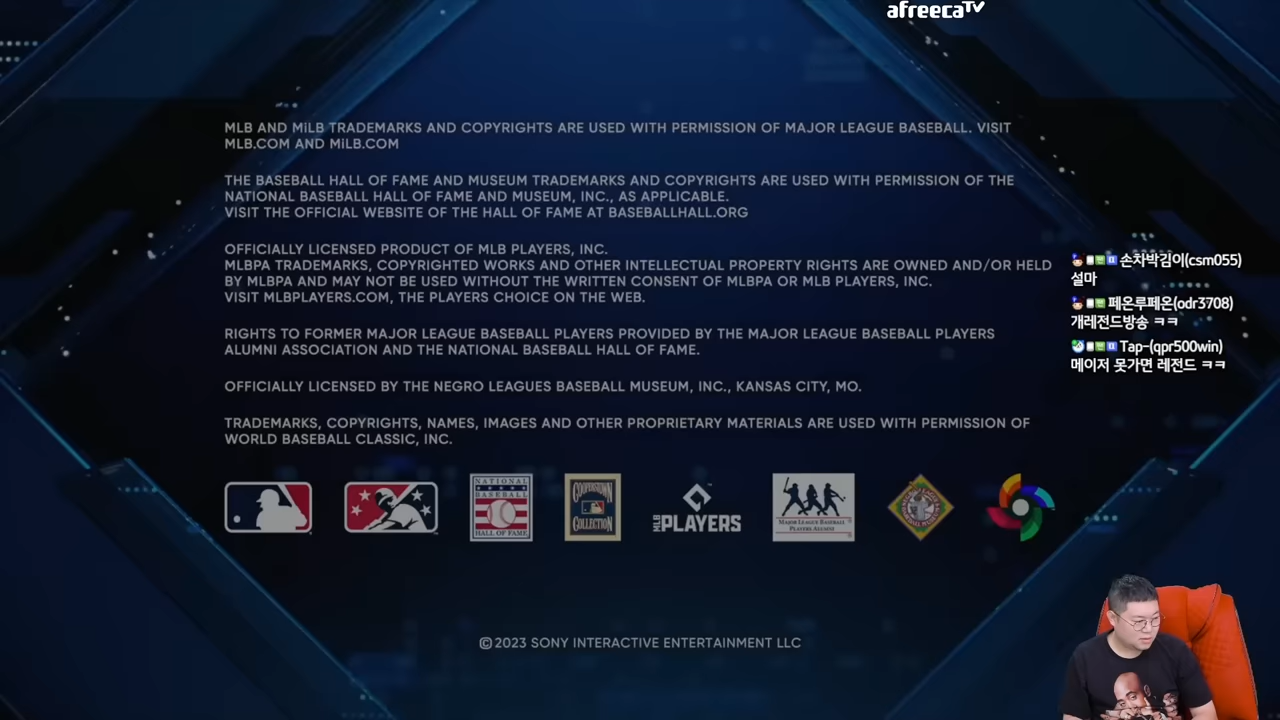 afreecaTV
MLB AND MiLB TRADEMARKS AND COPYRIGHTS ARE USED WITH PERMISSION OF MAJOR LEAGUE BASEBALL. VISIT
MLB.COM AND MiLB.COM
THE BASEBALL HALL OF FAME AND MUSEUM TRADEMARKS AND COPYRIGHTS ARE USED WITH PERMISSION OF THE
NATIONAL BASEBALL HALL OF FAME AND MUSEUM, INC., AS APPLICABLE.
VISIT THE OFFICIAL WEBSITE OF THE HALL OF FAME AT BASEBALLHALL.ORG
OFFICIALLY LICENSED PRODUCT OF MLB PLAYERS, INC.
MLBPA TRADEMARKS, COPYRIGHTED WORKS AND OTHER INTELLECTUAL PROPERTY RIGHTS ARE OWNED AND/OR HELD
BY MLBPA AND MAY NOT BE USED WITHOUT THE WRITTEN CONSENT OF MLBPA OR MLB PLAYERS, INC.
VISIT MLBPLAYERS.COM, THE PLAYERS CHOICE ON THE WEB.
RIGHTS TO FORMER MAJOR LEAGUE BASEBALL PLAYERS PROVIDED BY THE MAJOR LEAGUE BASEBALL PLAYERS
ALUMNI ASSOCIATION AND THE NATIONAL BASEBALL HALL OF FAME.
OFFICIALLY LICENSED BY THE NEGRO LEAGUES BASEBALL MUSEUM, INC., KANSAS CITY, MO.
TRADEMARKS, COPYRIGHTS, NAMES, IMAGES AND OTHER PROPRIETARY MATERIALS ARE USED WITH PERMISSION OF
WORLD BASEBALL CLASSIC, INC.
손차박김이(csm055)
설마
페온루페온(odr3708)
개레전드방송 ㅋㅋ
Tap-(qpr500win)
메이저 못가면 레전드 ㅋㅋ
NATIONAL
BASEBALL
HALL OF FAME
COOPERSTOWN
COLLECTION
MLB PLAYERS
MAJOR LEAGUE BASEBALL
PLAYERS ALUMNI
©2023 SONY INTERACTIVE ENTERTAINMENT LLC